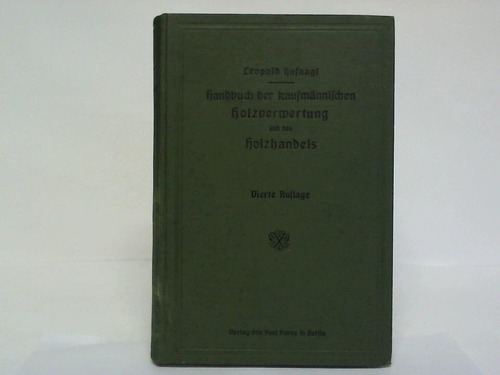 Leopold Hufnagl
Handbuch der kaufmännischen
Holzverwertung
und des
Holzhandels
Vierte Auflage
Verlag von Paul Parey in Berlin